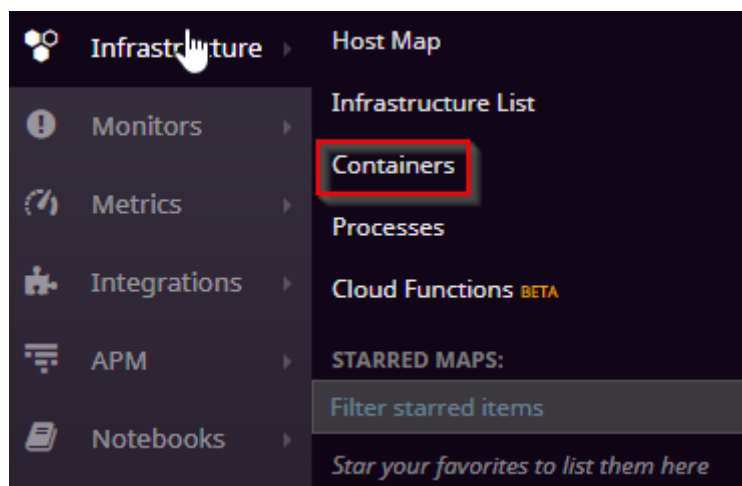 Infrastructure
Monitors
Metrics
Integrations
APM
Notebooks
Host Map
Infrastructure List
Containers
Processes
Cloud Functions BETA
STARRED MAPS:
Filter starred items
Star your favorites to list them here